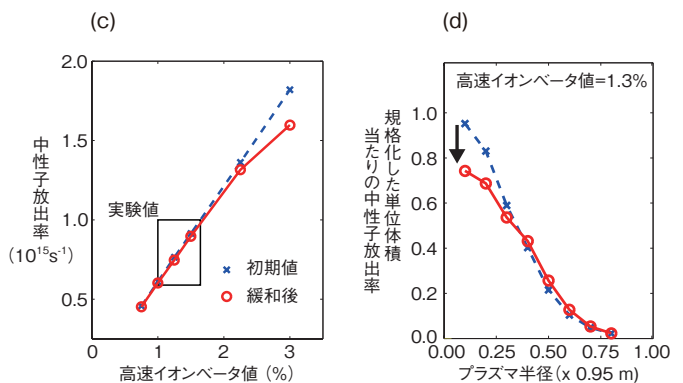 (c)
2.0
1.5
1.0
0.5
0
1
2
3
中性子放出率
(10¹⁵s⁻¹)
実験値
初期値
緩和後
高速イオンベータ値 (%)
(d)
高速イオンベータ値=1.3%
1.0
0.8
0.6
0.4
0.2
0.0
0.00
0.25
0.50
0.75
1.00
規格化した単位体積
当たりの中性子放出率
プラズマ半径 (x 0.95 m)